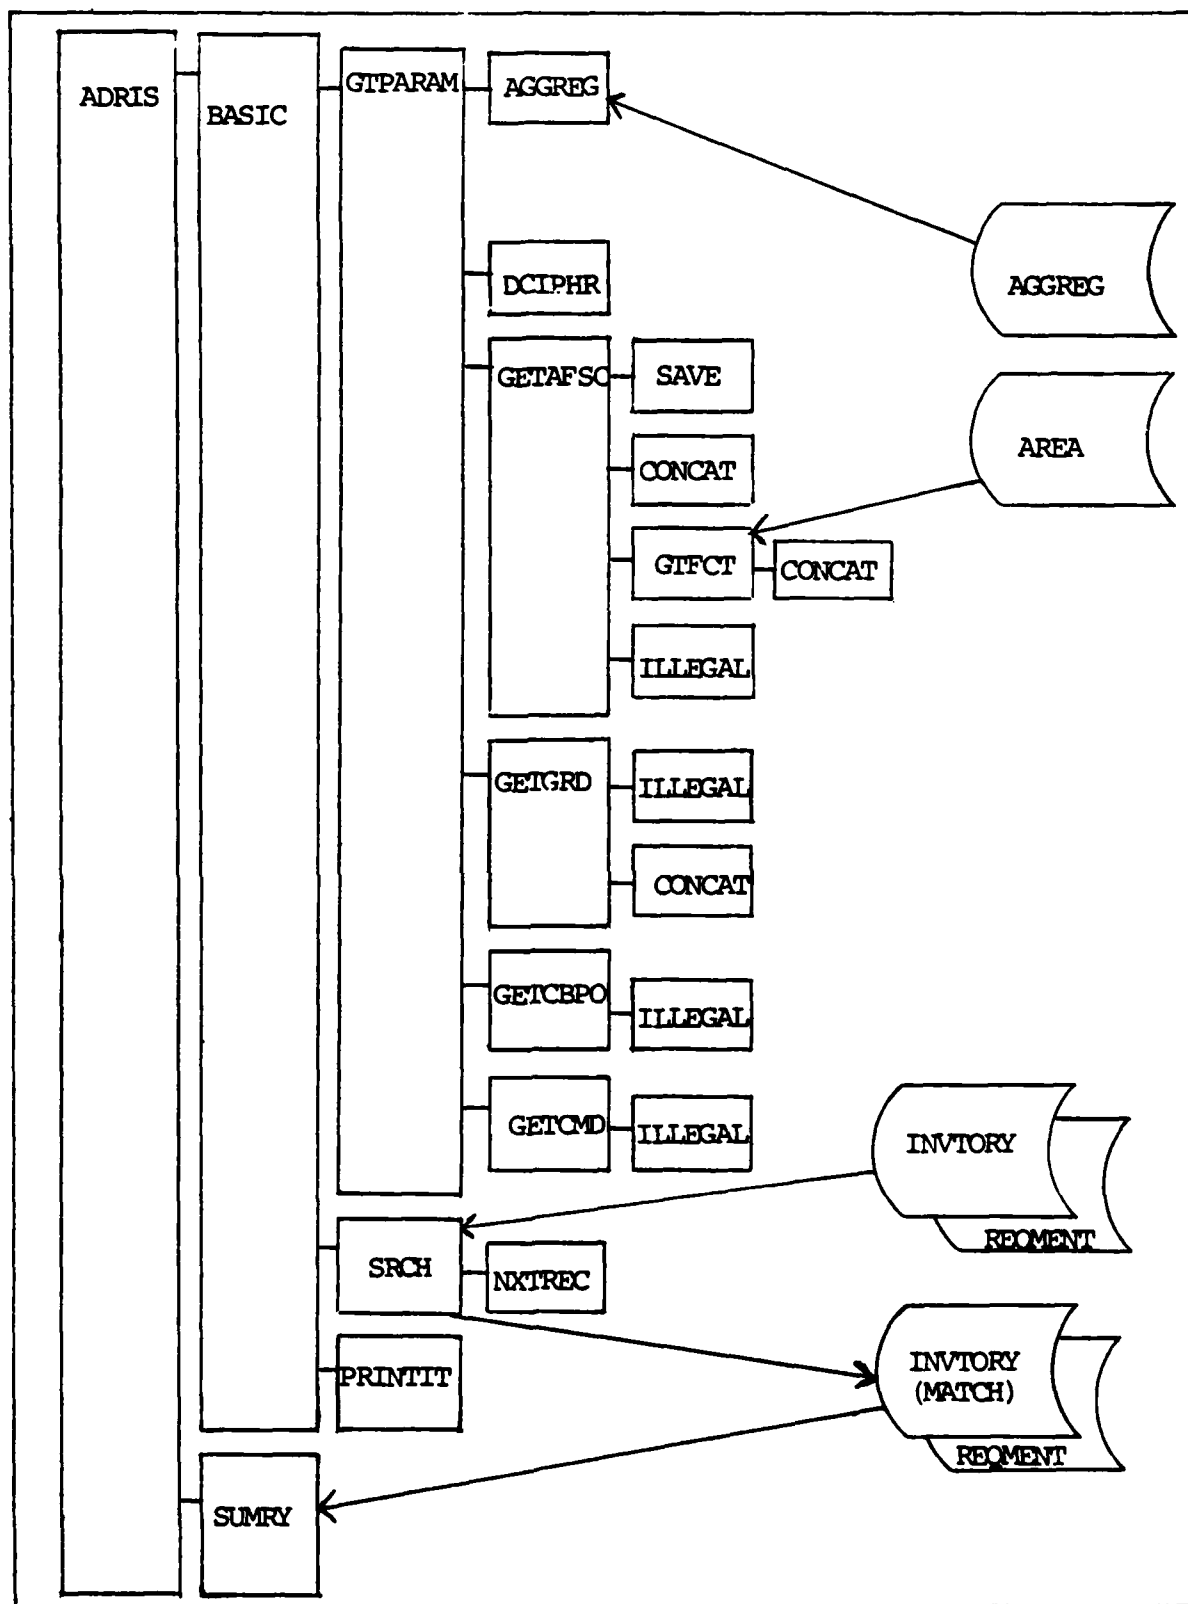 ADRIS
BASIC
GTPARAM
AGGREG
AGGREG
DCIPHR
GETAFSC
SAVE
AREA
CONCAT
GTFCT
CONCAT
ILLEGAL
GETGRD
ILLEGAL
CONCAT
GETCBPO
ILLEGAL
GETCMD
ILLEGAL
INVTORY
REQMENT
SRCH
NXTREC
PRINTIT
INVTORY
(MATCH)
REQMENT
SUMRY